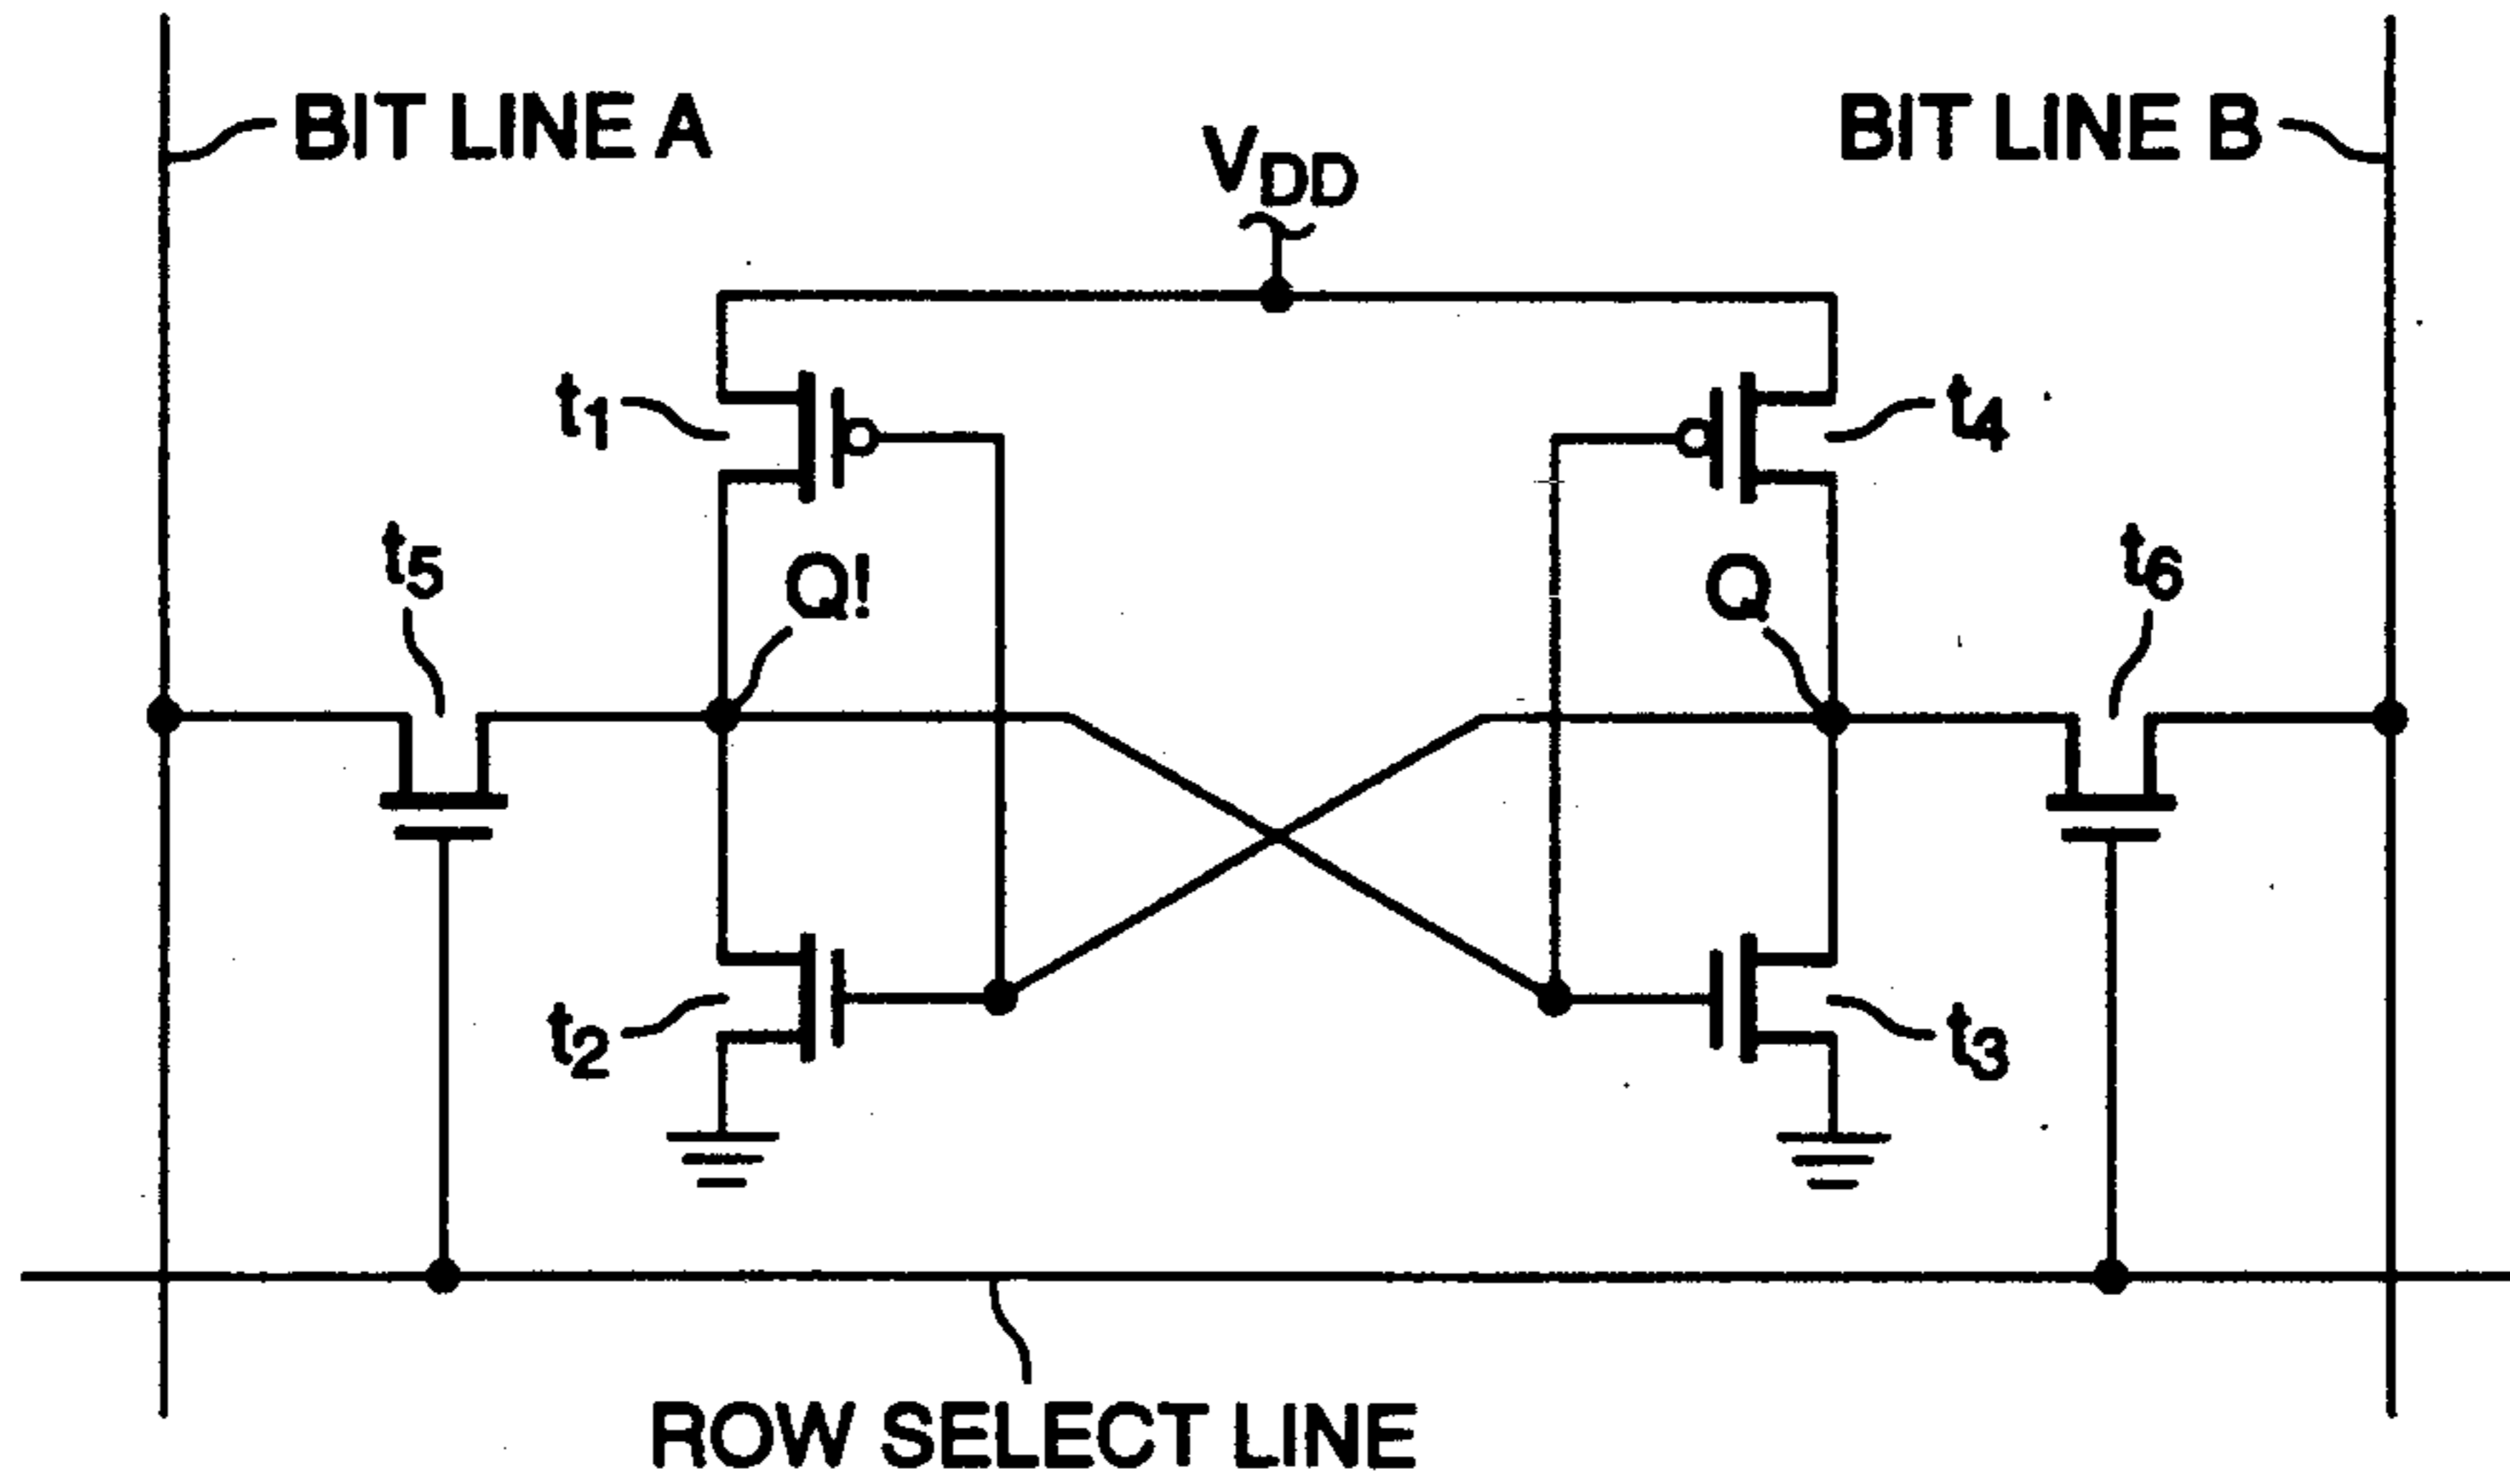 BIT LINE A
BIT LINE B
VDD
t1
t4
t5
Q!
Q
t6
t2
t3
ROW SELECT LINE